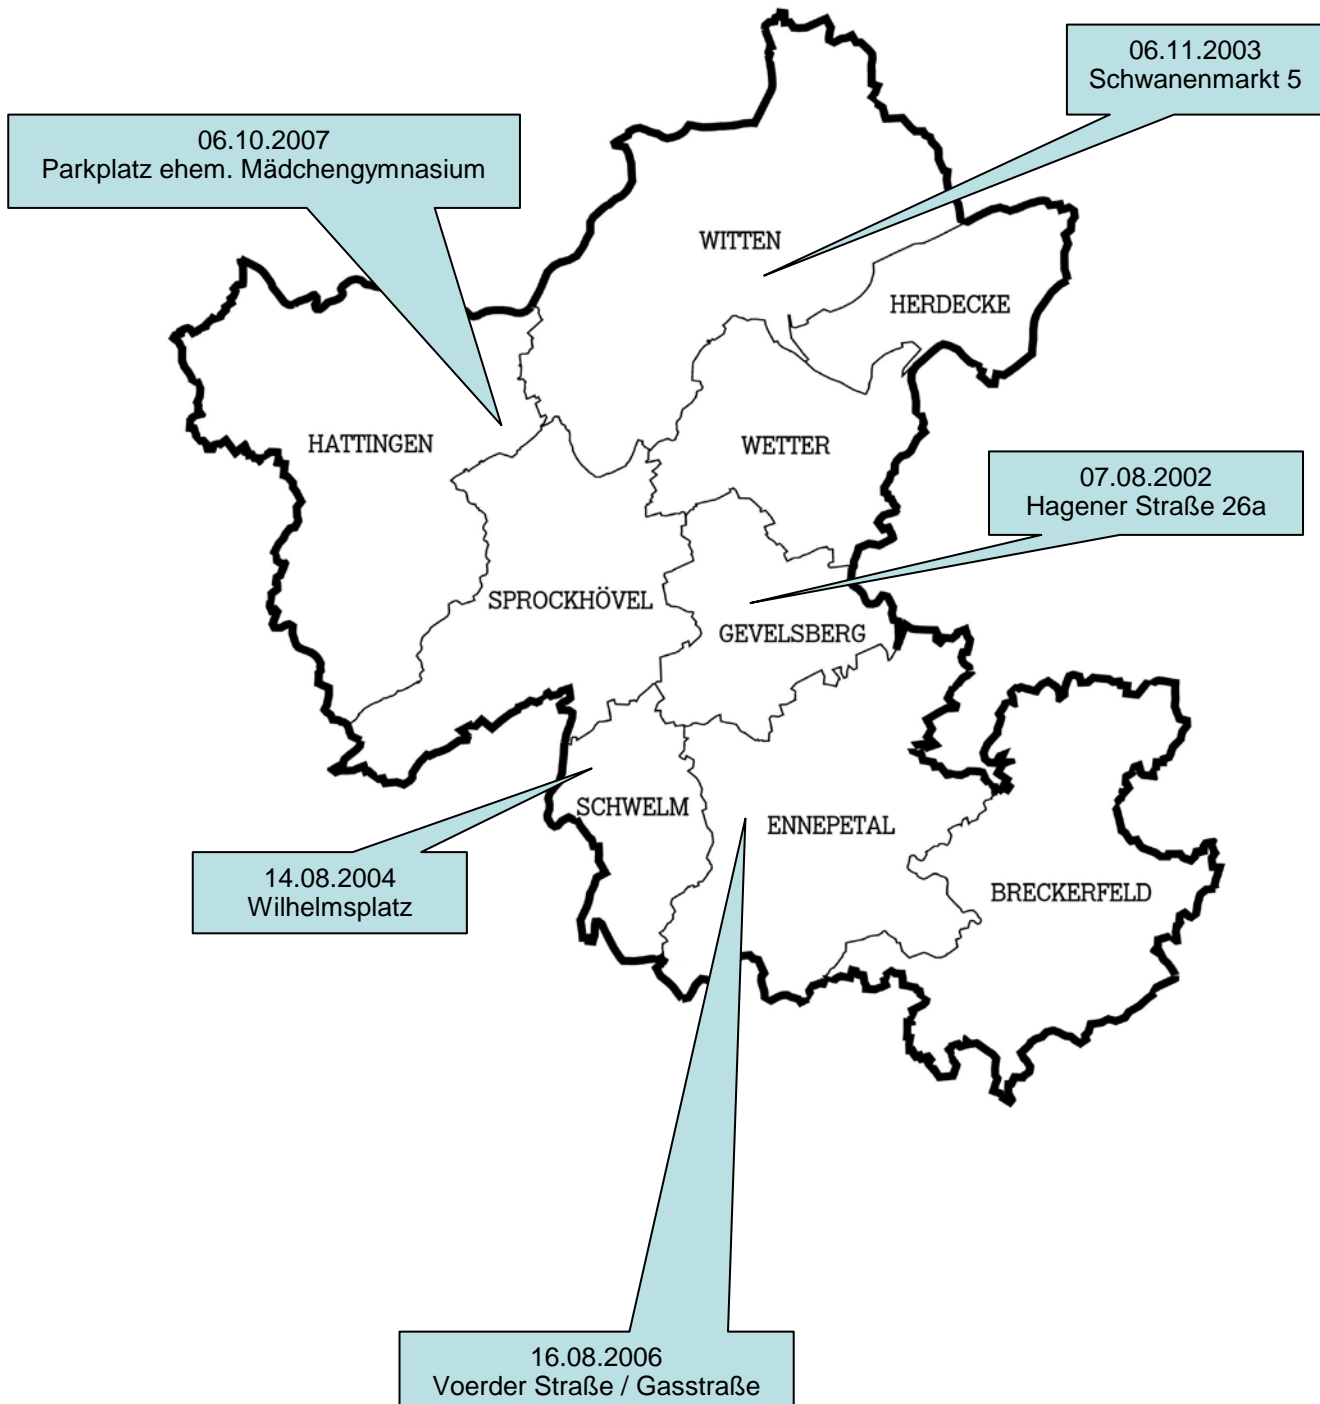 06.11.2003
Schwanenmarkt 5
06.10.2007
Parkplatz ehem. Mädchengymnasium
WITTEN
HERDECKE
HATTINGEN
WETTER
07.08.2002
Hagener Straße 26a
SPROCKHÖVEL
GEVELSBERG
SCHWELM
ENNEPETAL
14.08.2004
Wilhelmsplatz
BRECKERFELD
16.08.2006
Voerder Straße / Gasstraße